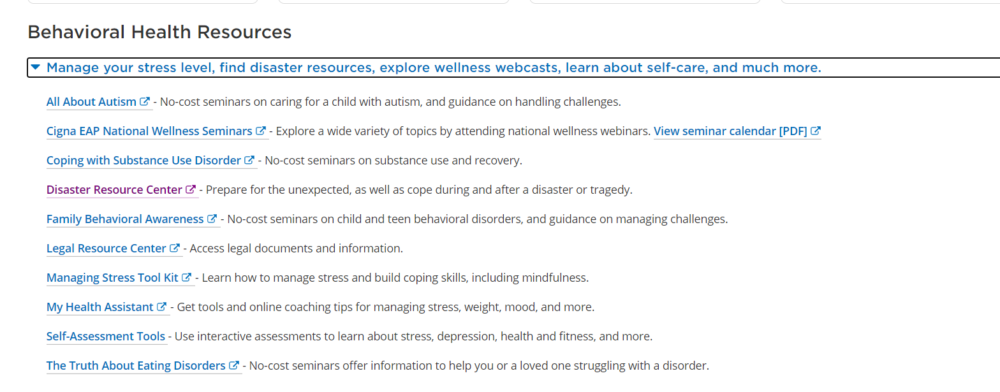 Behavioral Health Resources
Manage your stress level, find disaster resources, explore wellness webcasts, learn about self-care, and much more.
All About Autism - No-cost seminars on caring for a child with autism, and guidance on handling challenges.
Cigna EAP National Wellness Seminars - Explore a wide variety of topics by attending national wellness webinars. View seminar calendar [PDF]
Coping with Substance Use Disorder - No-cost seminars on substance use and recovery.
Disaster Resource Center - Prepare for the unexpected, as well as cope during and after a disaster or tragedy.
Family Behavioral Awareness - No-cost seminars on child and teen behavioral disorders, and guidance on managing challenges.
Legal Resource Center - Access legal documents and information.
Managing Stress Tool Kit - Learn how to manage stress and build coping skills, including mindfulness.
My Health Assistant - Get tools and online coaching tips for managing stress, weight, mood, and more.
Self-Assessment Tools - Use interactive assessments to learn about stress, depression, health and fitness, and more.
The Truth About Eating Disorders - No-cost seminars offer information to help you or a loved one struggling with a disorder.